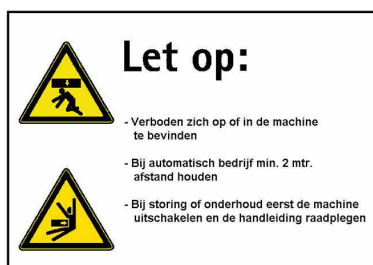 Let op:
- Verboden zich op of in de machine
te bevinden
- Bij automatisch bedrijf min. 2 mtr.
afstand houden
- Bij storing of onderhoud eerst de machine
uitschakelen en de handleiding raadplegen